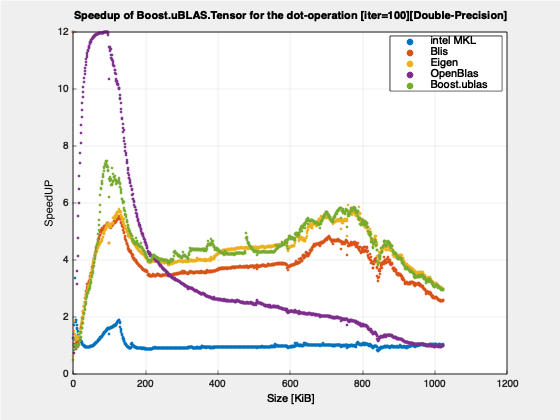 Speedup of Boost.uBLAS.Tensor for the dot-operation [iter=100][Double-Precision]
intel MKL
Blis
Eigen
OpenBlas
Boost.ublas
SpeedUP
12
10
8
6
4
2
0
0 200 400 600 800 1000 1200
Size [KiB]